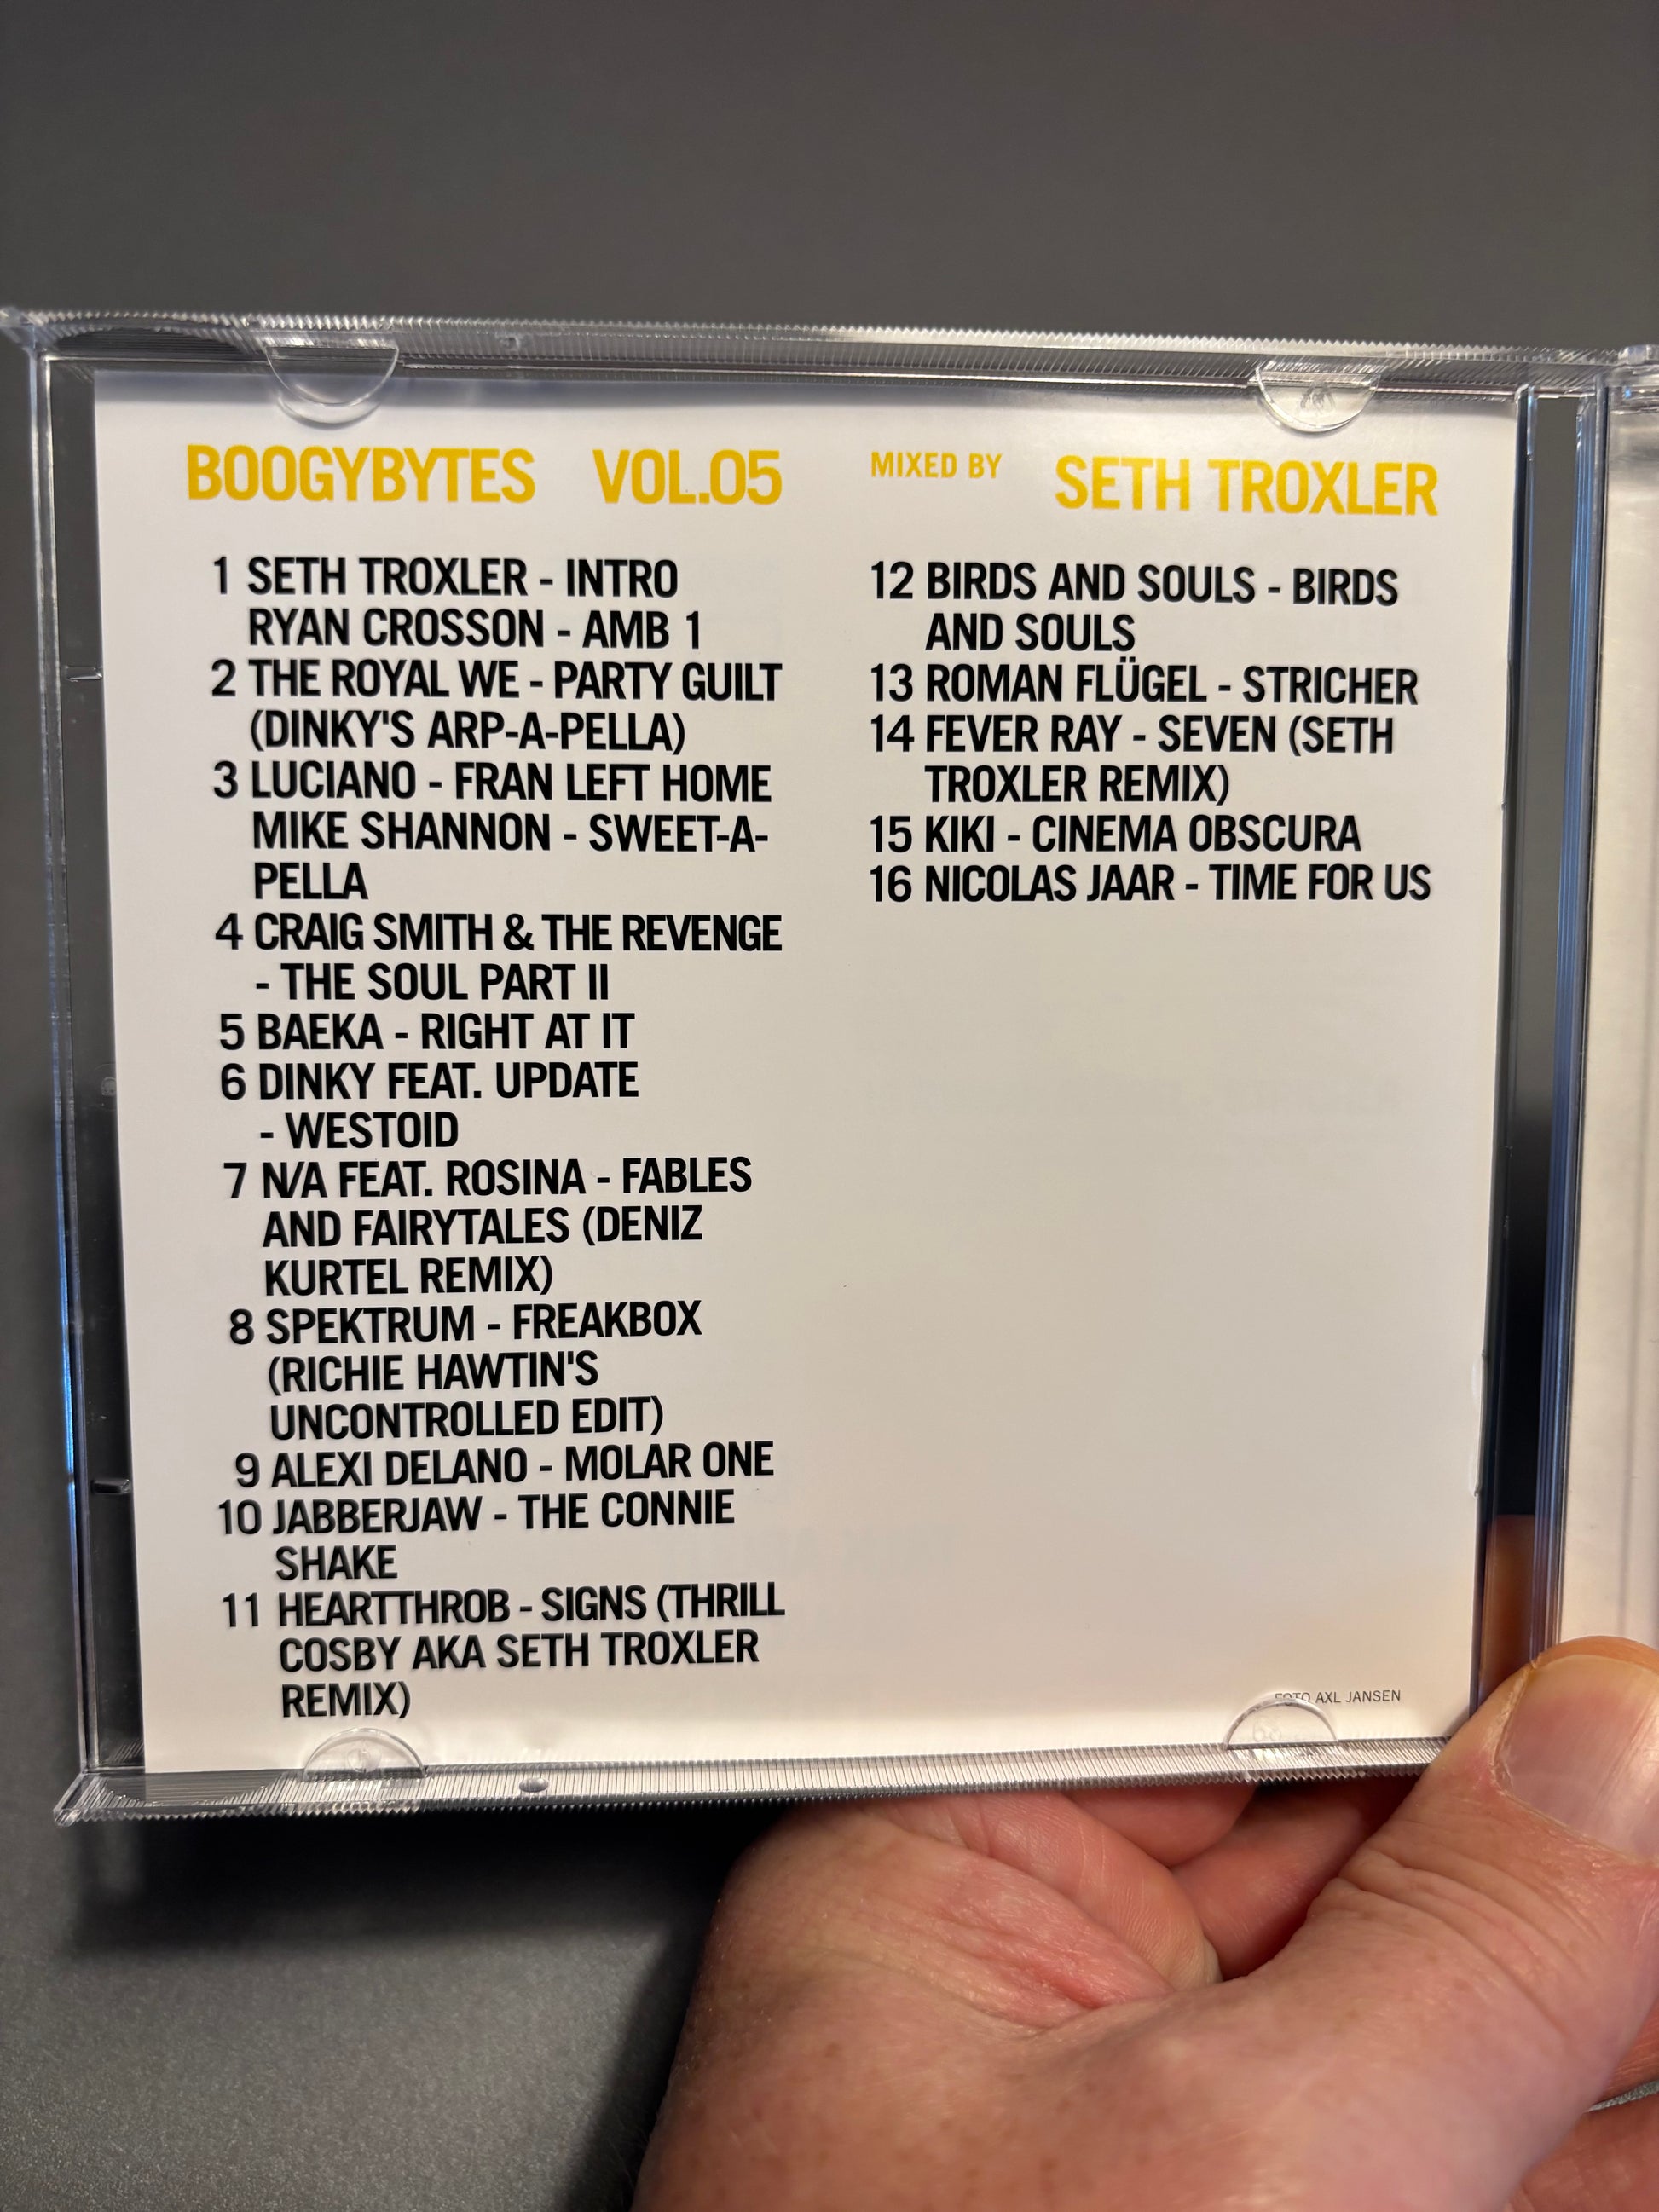 BOOGYBYTES VOL.05 MIXED BY SETH TROXLER
1 SETH TROXLER - INTRO
RYAN CROSSON - AMB 1
2 THE ROYAL WE - PARTY GUILT
(DINKY'S ARP-A-PELLA)
3 LUCIANO - FRAN LEFT HOME
MIKE SHANNON - SWEET-A-
PELLA
4 CRAIG SMITH & THE REVENGE
- THE SOUL PART II
5 BAEKA - RIGHT AT IT
6 DINKY FEAT. UPDATE
- WESTOID
7 N/A FEAT. ROSINA - FABLES
AND FAIRYTALES (DENIZ
KURTEL REMIX)
8 SPEKTRUM - FREAKBOX
(RICHIE HAWTIN'S
UNCONTROLLED EDIT)
9 ALEXI DELANO - MOLAR ONE
10 JABBERJAW - THE CONNIE
SHAKE
11 HEARTTHROB - SIGNS (THRILL
COSBY AKA SETH TROXLER
REMIX)
12 BIRDS AND SOULS - BIRDS
AND SOULS
13 ROMAN FLÜGEL - STRICHER
14 FEVER RAY - SEVEN (SETH
TROXLER REMIX)
15 KIKI - CINEMA OBSCURA
16 NICOLAS JAAR - TIME FOR US
FOTO AXL JANSEN